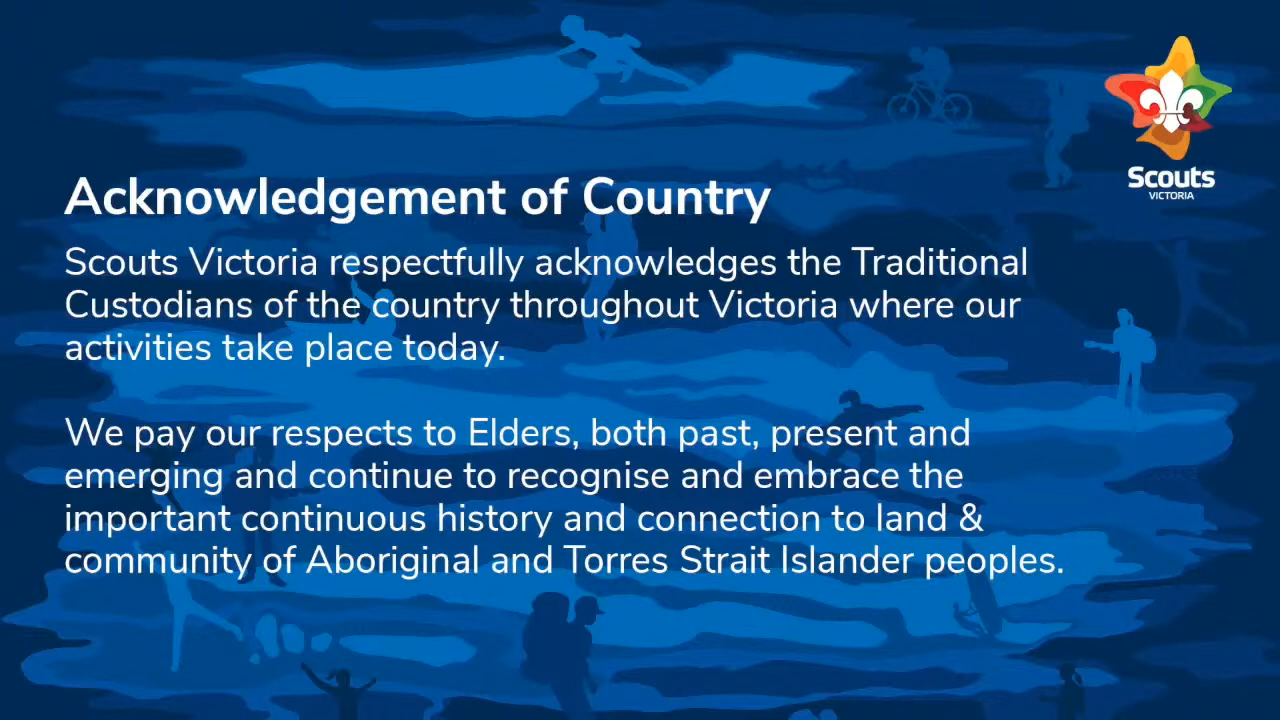 Scouts
VICTORIA
Acknowledgement of Country
Scouts Victoria respectfully acknowledges the Traditional
Custodians of the country throughout Victoria where our
activities take place today.
We pay our respects to Elders, both past, present and
emerging and continue to recognise and embrace the
important continuous history and connection to land &
community of Aboriginal and Torres Strait Islander peoples.